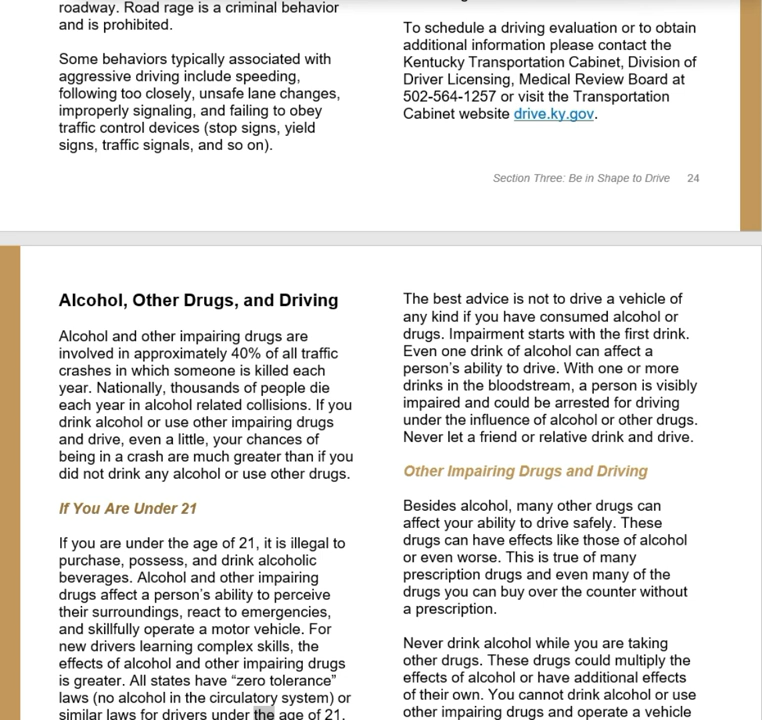 roadway. Road rage is a criminal behavior
and is prohibited.
Some behaviors typically associated with
aggressive driving include speeding,
following too closely, unsafe lane changes,
improperly signaling, and failing to obey
traffic control devices (stop signs, yield
signs, traffic signals, and so on).
To schedule a driving evaluation or to obtain
additional information please contact the
Kentucky Transportation Cabinet, Division of
Driver Licensing, Medical Review Board at
502-564-1257 or visit the Transportation
Cabinet website drive.ky.gov.
Section Three: Be in Shape to Drive 24
Alcohol, Other Drugs, and Driving
Alcohol and other impairing drugs are
involved in approximately 40% of all traffic
crashes in which someone is killed each
year. Nationally, thousands of people die
each year in alcohol related collisions. If you
drink alcohol or use other impairing drugs
and drive, even a little, your chances of
being in a crash are much greater than if you
did not drink any alcohol or use other drugs.
If You Are Under 21
If you are under the age of 21, it is illegal to
purchase, possess, and drink alcoholic
beverages. Alcohol and other impairing
drugs affect a person's ability to perceive
their surroundings, react to emergencies,
and skillfully operate a motor vehicle. For
new drivers learning complex skills, the
effects of alcohol and other impairing drugs
is greater. All states have “zero tolerance”
laws (no alcohol in the circulatory system) or
similar laws for drivers under the age of 21.
The best advice is not to drive a vehicle of
any kind if you have consumed alcohol or
drugs. Impairment starts with the first drink.
Even one drink of alcohol can affect a
person's ability to drive. With one or more
drinks in the bloodstream, a person is visibly
impaired and could be arrested for driving
under the influence of alcohol or other drugs.
Never let a friend or relative drink and drive.
Other Impairing Drugs and Driving
Besides alcohol, many other drugs can
affect your ability to drive safely. These
drugs can have effects like those of alcohol
or even worse. This is true of many
prescription drugs and even many of the
drugs you can buy over the counter without
a prescription.
Never drink alcohol while you are taking
other drugs. These drugs could multiply the
effects of alcohol or have additional effects
of their own. You cannot drink alcohol or use
other impairing drugs and operate a vehicle